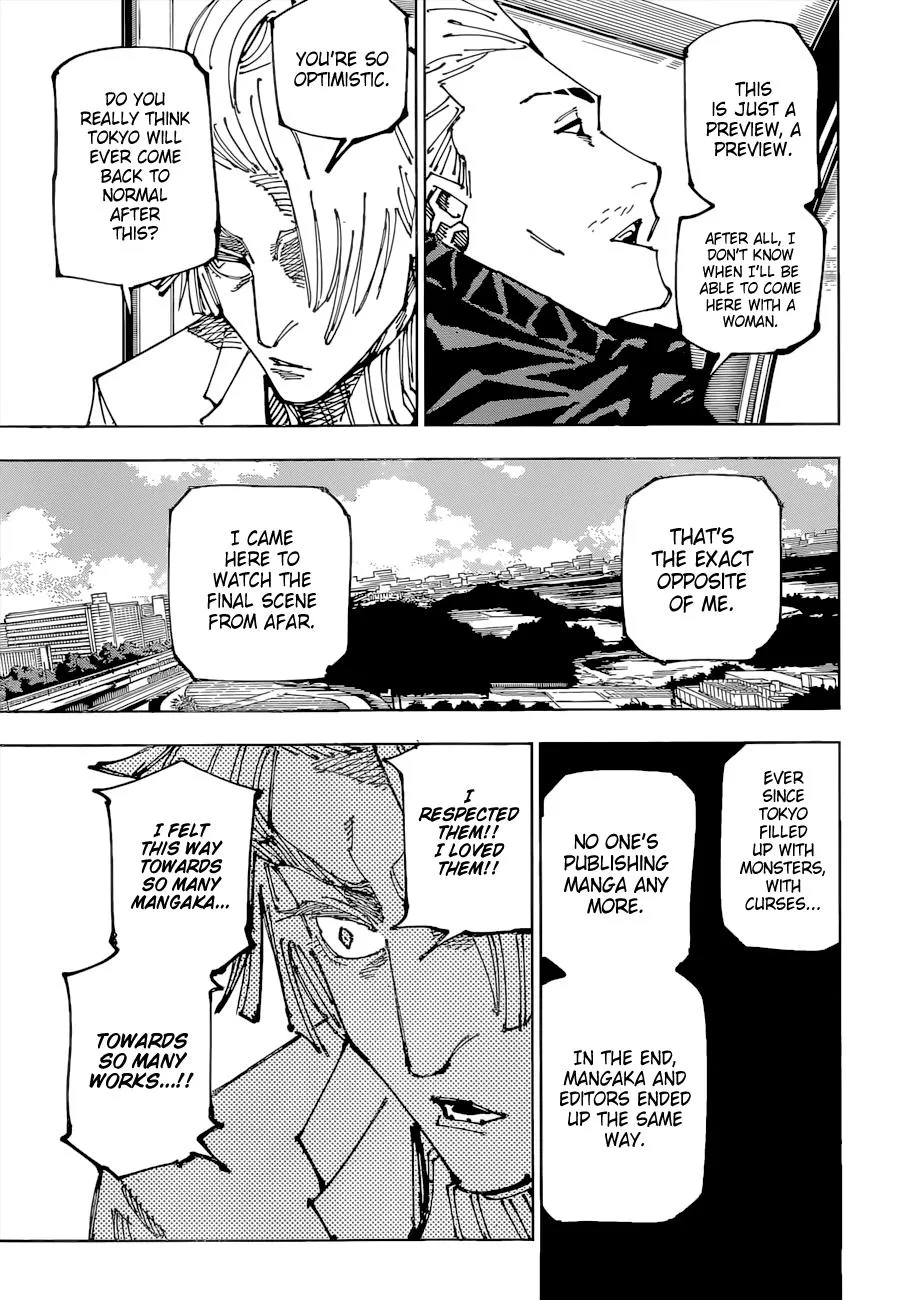 THIS
IS JUST A
PREVIEW, A
PREVIEW.
AFTER ALL, I
DON'T KNOW
WHEN I'LL BE
ABLE TO COME
HERE WITH A
WOMAN.
YOU'RE SO
OPTIMISTIC.
DO YOU
REALLY THINK
TOKYO WILL
EVER COME
BACK TO
NORMAL
AFTER
THIS?
THAT'S
THE EXACT
OPPOSITE
OF ME.
I CAME
HERE TO
WATCH THE
FINAL SCENE
FROM AFAR.
EVER
SINCE
TOKYO
FILLED
UP WITH
MONSTERS,
WITH
CURSES...
NO ONE'S
PUBLISHING
MANGA ANY
MORE.
IN THE END,
MANGAKA AND
EDITORS ENDED
UP THE SAME
WAY.
I
RESPECTED
THEM!!
I LOVED
THEM!!
I FELT
THIS WAY
TOWARDS
SO MANY
MANGAKA...
TOWARDS
SO MANY
WORKS...!!